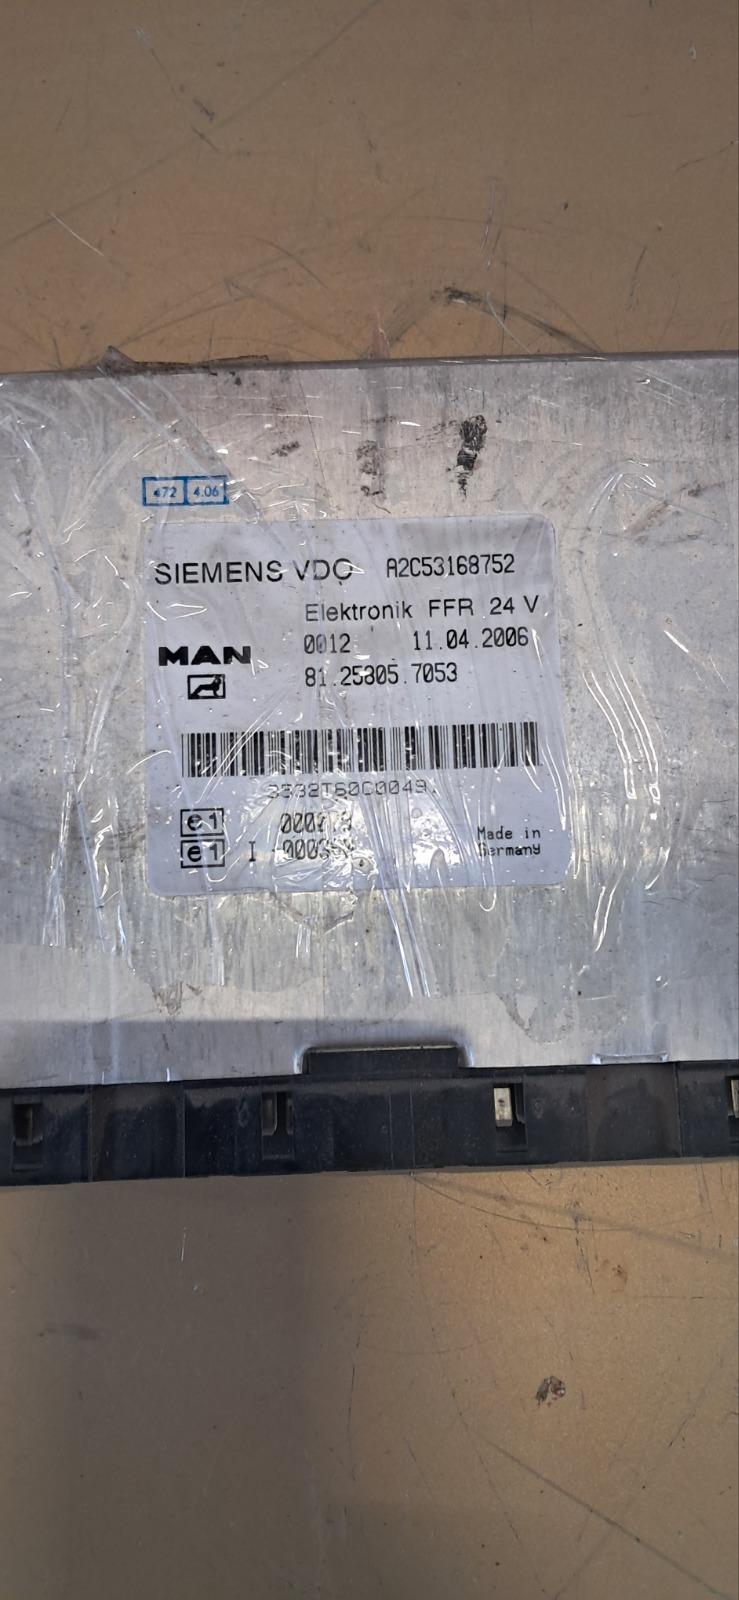 472 4.06
SIEMENS VDO A2C53168752
Elektronik FFR 24 V
MAN 0012 11.04.2006
81.25805.7053
e1
e1 I
Made in
Germany